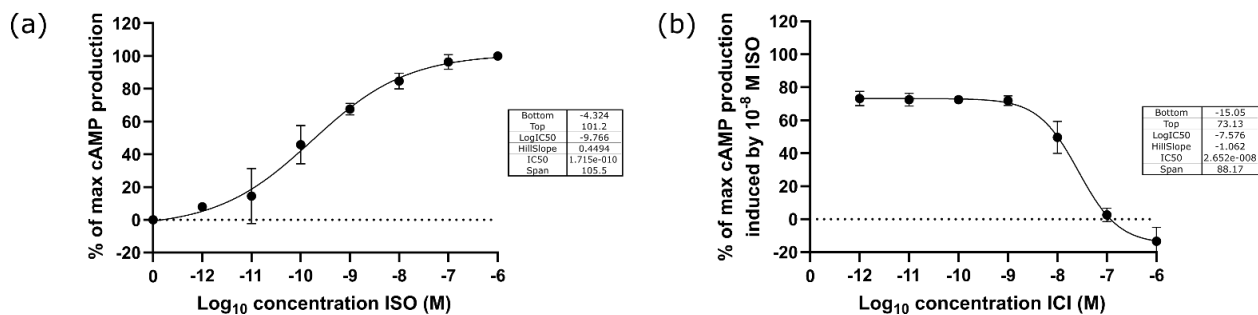 (a)
% of max cAMP production
120
100
80
60
40
20
0
-20
0 -12 -11 -10 -9 -8 -7 -6
Log10 concentration ISO (M)
Bottom -4.324
Top 101.2
LogIC50 -9.766
HillSlope 0.4494
IC50 1.715e-010
Span 105.5
(b)
% of max cAMP production
induced by 10-8 M ISO
120
100
80
60
40
20
0
-20
0 -12 -11 -10 -9 -8 -7 -6
Log10 concentration ICI (M)
Bottom -15.05
Top 73.13
LogIC50 -7.576
HillSlope -1.062
IC50 2.652e-008
Span 88.17